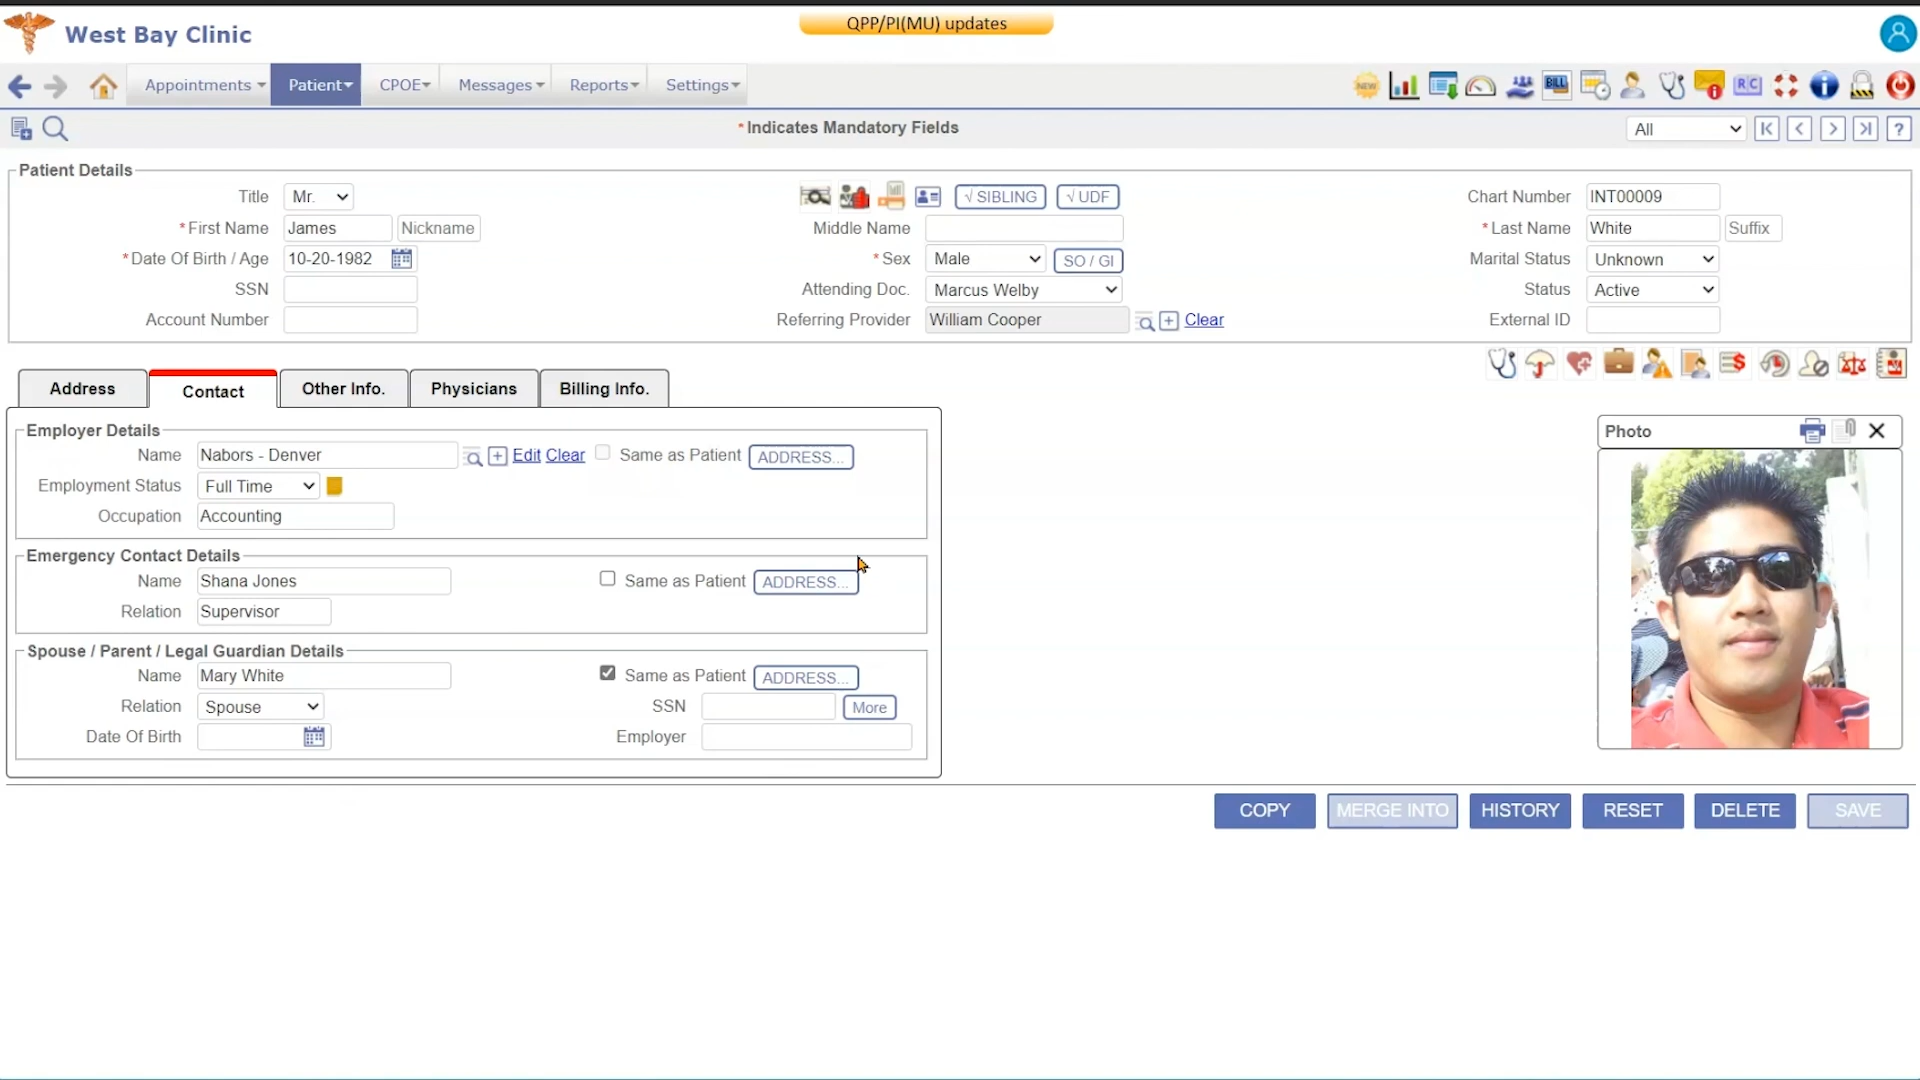 West Bay Clinic
QPP/PI(MU) updates
Appointments Patient CPOE Messages Reports Settings
NEW BILL RC
*Indicates Mandatory Fields
All
?
Patient Details
Title Mr. √ SIBLING √ UDF Chart Number INT00009
*First Name James Nickname Middle Name *Last Name White Suffix
*Date Of Birth / Age 10-20-1982 *Sex Male SO / GI Marital Status Unknown
SSN Attending Doc. Marcus Welby Status Active
Account Number Referring Provider William Cooper Clear External ID
Address Contact Other Info. Physicians Billing Info.
Employer Details
Name Nabors - Denver Edit Clear Same as Patient ADDRESS...
Employment Status Full Time
Occupation Accounting
Emergency Contact Details
Name Shana Jones Same as Patient ADDRESS...
Relation Supervisor
Spouse / Parent / Legal Guardian Details
Name Mary White Same as Patient ADDRESS...
Relation Spouse SSN More
Date Of Birth Employer
Photo
COPY MERGE INTO HISTORY RESET DELETE SAVE